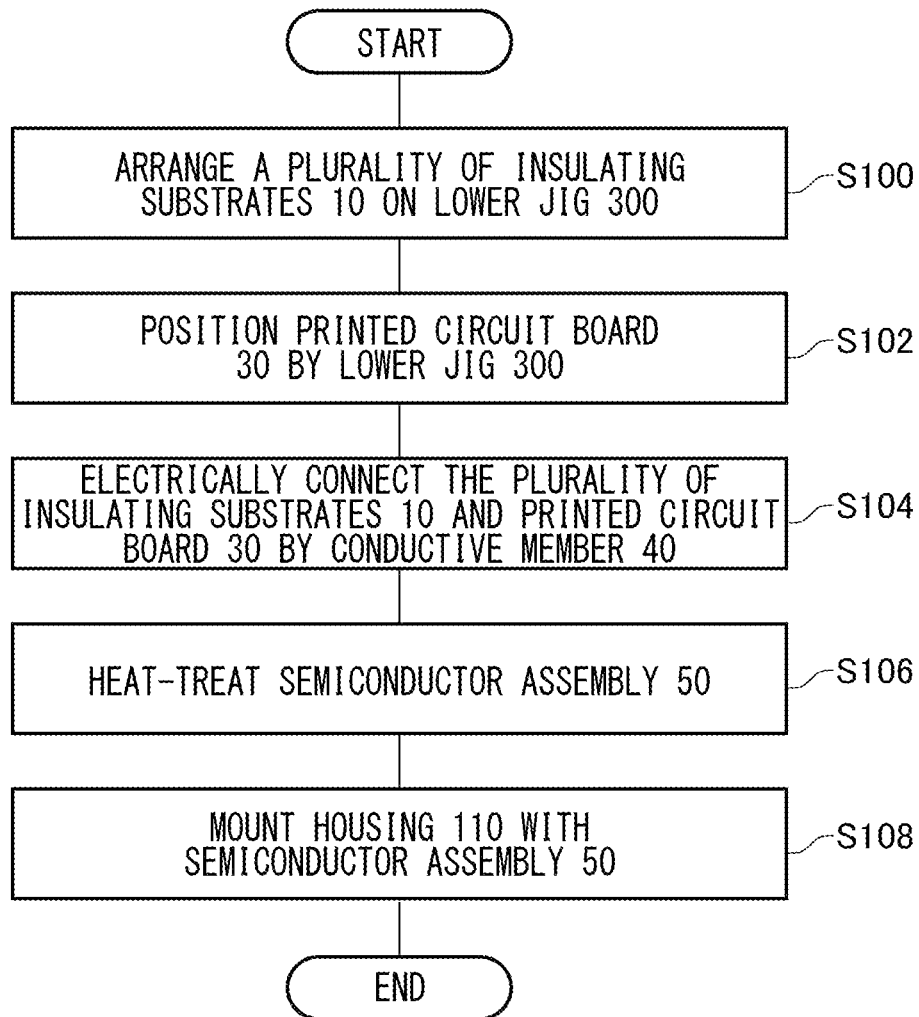 START
ARRANGE A PLURALITY OF INSULATING
SUBSTRATES 10 ON LOWER JIG 300
S100
POSITION PRINTED CIRCUIT BOARD
30 BY LOWER JIG 300
S102
ELECTRICALLY CONNECT THE PLURALITY OF
INSULATING SUBSTRATES 10 AND PRINTED CIRCUIT
BOARD 30 BY CONDUCTIVE MEMBER 40
S104
HEAT-TREAT SEMICONDUCTOR ASSEMBLY 50
S106
MOUNT HOUSING 110 WITH
SEMICONDUCTOR ASSEMBLY 50
S108
END